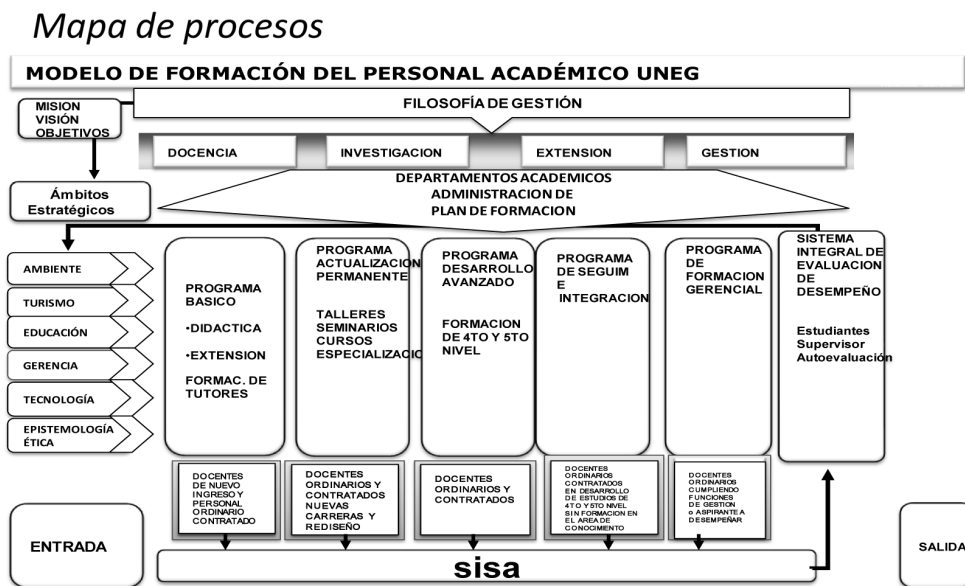 Mapa de procesos
MODELO DE FORMACIÓN DEL PERSONAL ACADÉMICO UNEG
MISION
VISIÓN
OBJETIVOS
FILOSOFÍA DE GESTIÓN
DOCENCIA
INVESTIGACION
EXTENSION
GESTION
DEPARTAMENTOS ACADEMICOS
ADMINISTRACION DE
PLAN DE FORMACION
Ámbitos
Estratégicos
AMBIENTE
TURISMO
EDUCACIÓN
GERENCIA
TECNOLOGÍA
EPISTEMOLOGÍA
ÉTICA
PROGRAMA
BASICO
•DIDACTICA
•EXTENSION
FORMAC. DE
TUTORES
PROGRAMA
ACTUALIZACION
PERMANENTE
TALLERES
SEMINARIOS
CURSOS
ESPECIALIZACIO
PROGRAMA
DESARROLLO
AVANZADO
FORMACION
DE 4TO Y 5TO
NIVEL
PROGRAMA
DE SEGUIM
E
INTEGRACION
PROGRAMA
DE
FORMACION
GERENCIAL
SISTEMA
INTEGRAL DE
EVALUACION
DE
DESEMPEÑO
Estudiantes
Supervisor
Autoevaluación
DOCENTES
DE NUEVO
INGRESO Y
PERSONAL
ORDINARIO
CONTRATADO
DOCENTES
ORDINARIOS Y
CONTRATADOS
NUEVAS
CARRERAS Y
REDISEÑO
DOCENTES
ORDINARIOS Y
CONTRATADOS
DOCENTES
ORDINARIOS
CONTRATADOS
EN DESARROLLO
DE ESTUDIOS DE
4TO Y 5TO NIVEL
SIN FORMACION EN
EL AREA DE
CONOCIMIENTO
DOCENTES
ORDINARIOS
CUMPLIENDO
FUNCIONES
DE GESTION
o ASPIRANTE A
DESEMPEÑAR
ENTRADA
sisa
SALIDA